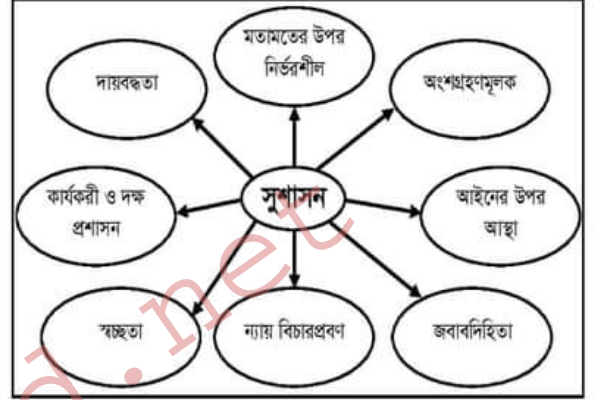 মতামতের উপর
নির্ভরশীল
দায়বদ্ধতা
অংশগ্রহণমূলক
সুশাসন
কার্যকরী ও দক্ষ
প্রশাসন
আইনের উপর
আস্থা
স্বচ্ছতা
ন্যায় বিচারপ্রবণ
জবাবদিহিতা
d.net